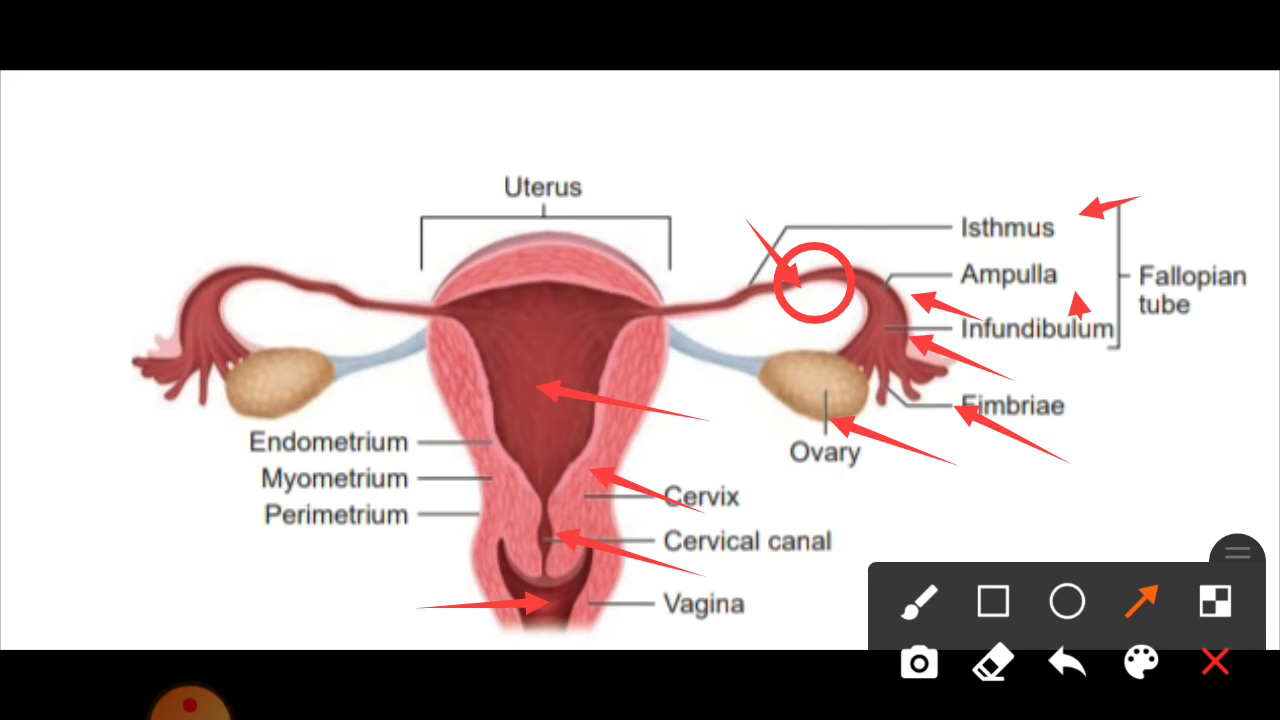 Uterus
Isthmus
Ampulla
Fallopian
tube
Infundibulum
Fimbriae
Ovary
Endometrium
Myometrium
Perimetrium
Cervix
Cervical canal
Vagina